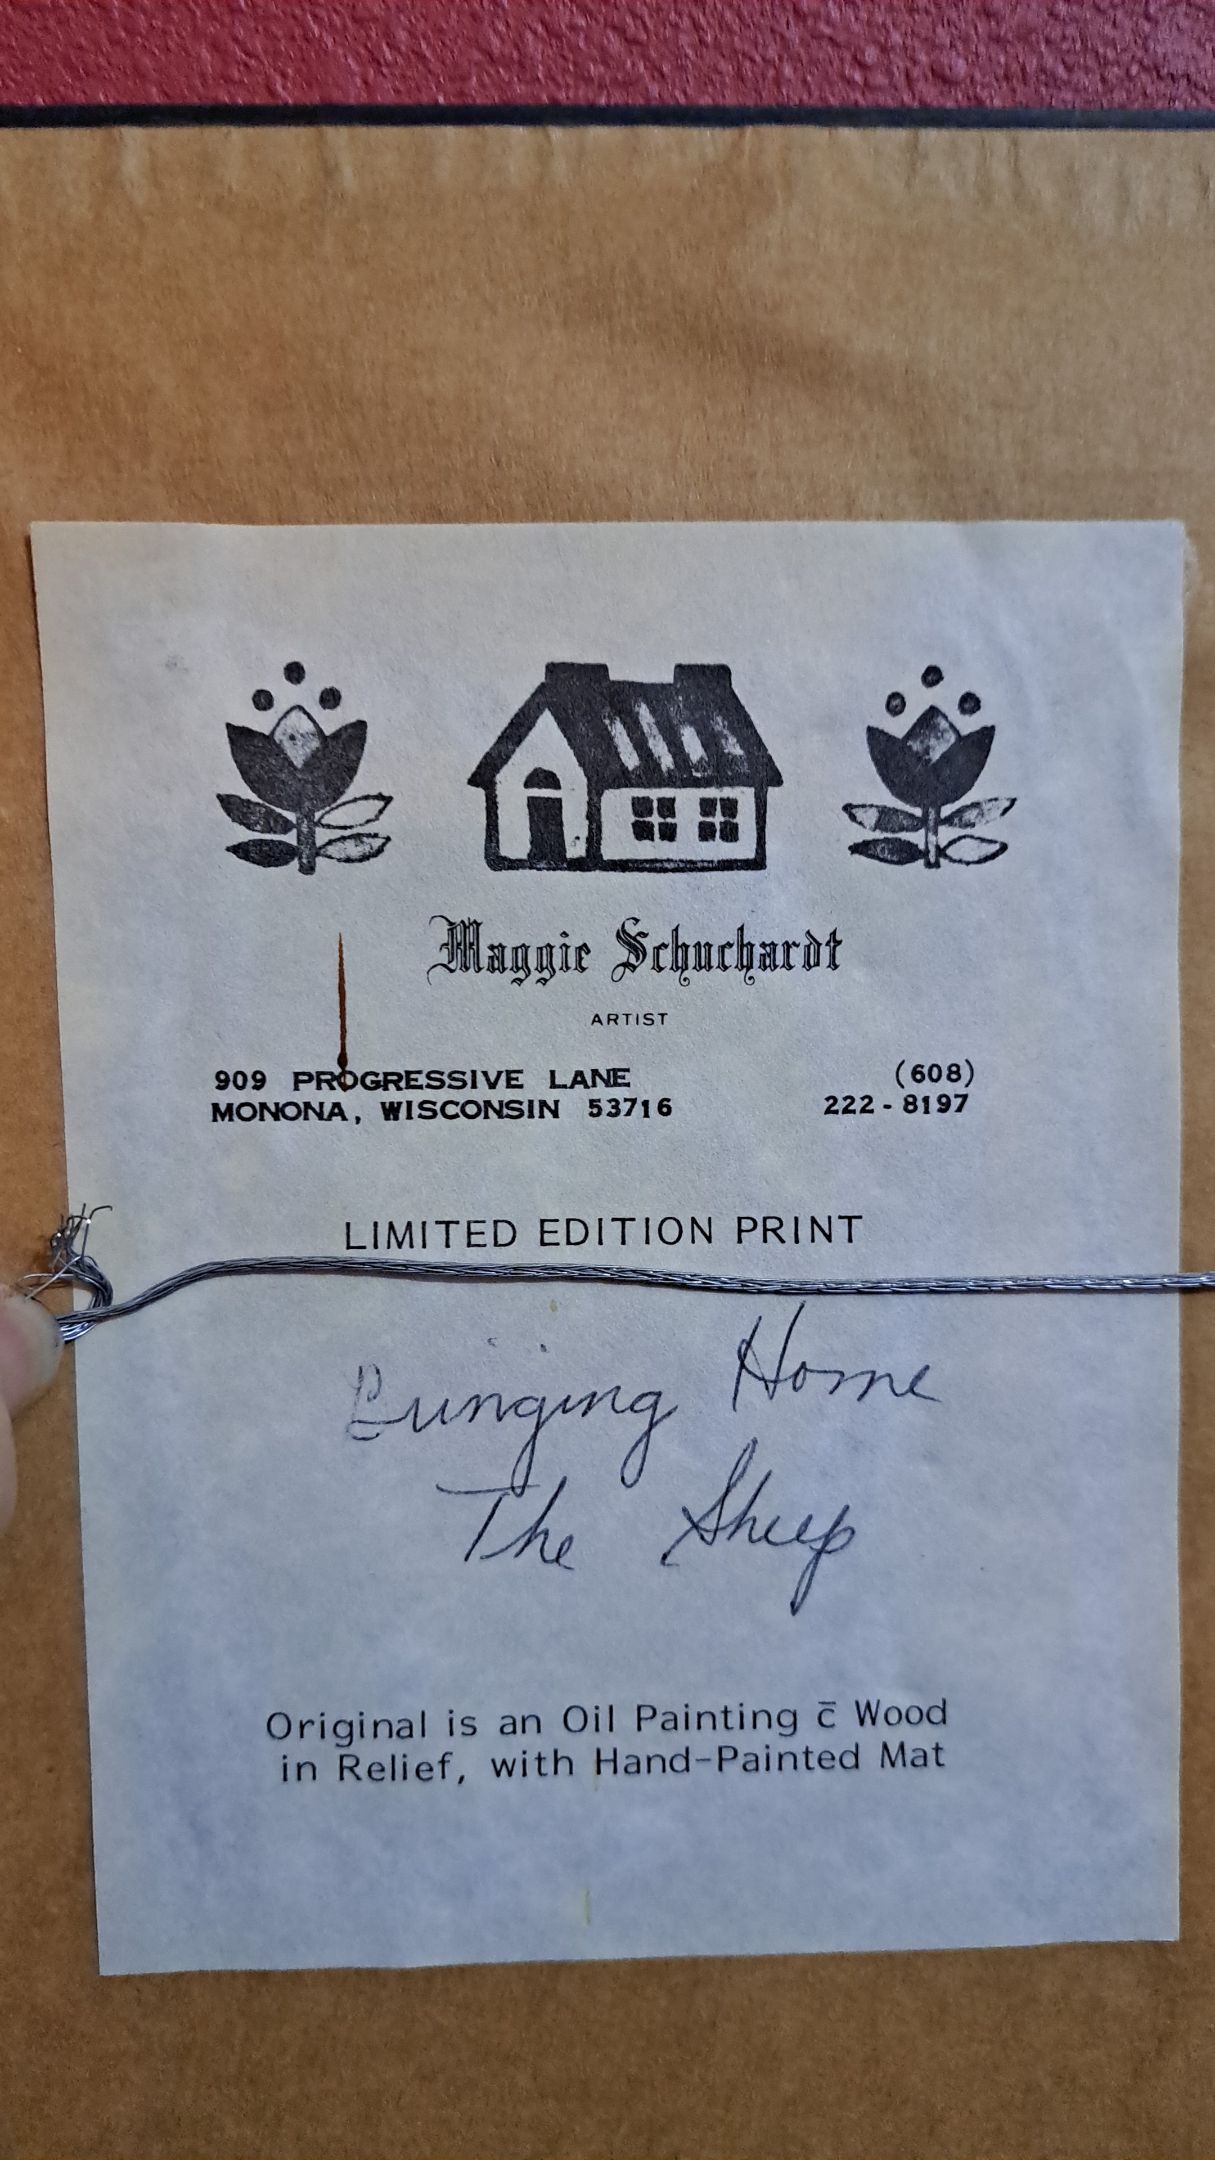 Maggie Schuchardt
ARTIST
909 PROGRESSIVE LANE (608)
MONONA, WISCONSIN 53716 222-8197
LIMITED EDITION PRINT
Bringing Home
The Sheep
Original is an Oil Painting c̄ Wood
in Relief, with Hand-Painted Mat